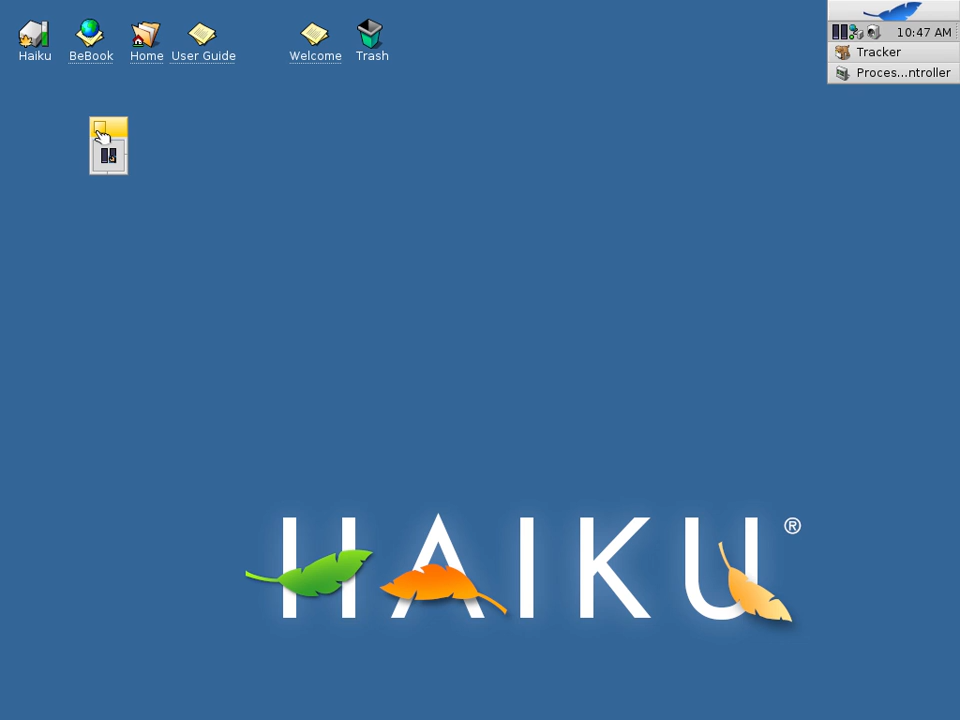 Haiku
BeBook
Home
User Guide
Welcome
Trash
10:47 AM
Tracker
Proces...ntroller
HAIKU®